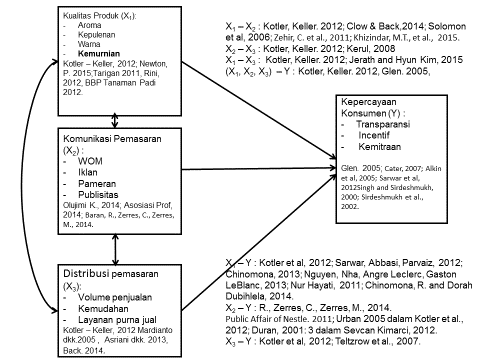 Kualitas Produk (X1):
- Aroma
- Kepulenan
- Warna
- Kemurnian
Kotler – Keller, 2012; Newton,
P. 2015;Tarigan 2011, Rini,
2012, BBP Tanaman Padi
2012.
Komunikasi Pemasaran
(X2) :
- WOM
- Iklan
- Pameran
- Publisitas
Olujimi K., 2014; Asosiasi Prof,
2014; Baran, R., Zerres, C., Zerres,
M., 2014.
Distribusi pemasaran
(X3):
- Volume penjualan
- Kemudahan
- Layanan purna jual
Kotler – Keller, 2012 Mardianto
dkk.2005 , Asriani dkk. 2013,
Back. 2014.
X1 – X2 : Kotler, Keller. 2012; Clow & Back,2014; Solomon
et al, 2006; Zehir, C. et al., 2011; Khizindar, M.T., et al., 2015.
X2 – X3 : Kotler, Keller. 2012; Kerul, 2008
X1 – X3 : Kotler, Keller. 2012; Jerath and Hyun Kim, 2015
(X1, X2, X3) – Y : Kotler, Keller. 2012, Glen. 2005,
Kepercayaan
Konsumen (Y) :
- Transparansi
- Incentif
- Kemitraan
Glen. 2005; Cater, 2007; Alkin
et al, 2005; Sarwar et al,
2012Singh and Sirdeshmukh,
2000; Sirdeshmukh et al.,
2002.
X1 – Y : Kotler et al, 2012; Sarwar, Abbasi, Parvaiz, 2012;
Chinomona, 2013; Nguyen, Nha, Angre Leclerc, Gaston
LeBlanc, 2013; Nur Hayati, 2011; Chinomona, R. and Dorah
Dubihlela, 2014.
X2 – Y : R., Zerres, C., Zerres, M., 2014.
Public Affair of Nestle. 2011; Urban 2005 dalam Kotler et al.,
2012; Duran, 2001: 3 dalam Sevcan Kimarci, 2012.
X3 – Y : Kotler et al, 2012; Teltzrow et al., 2007.